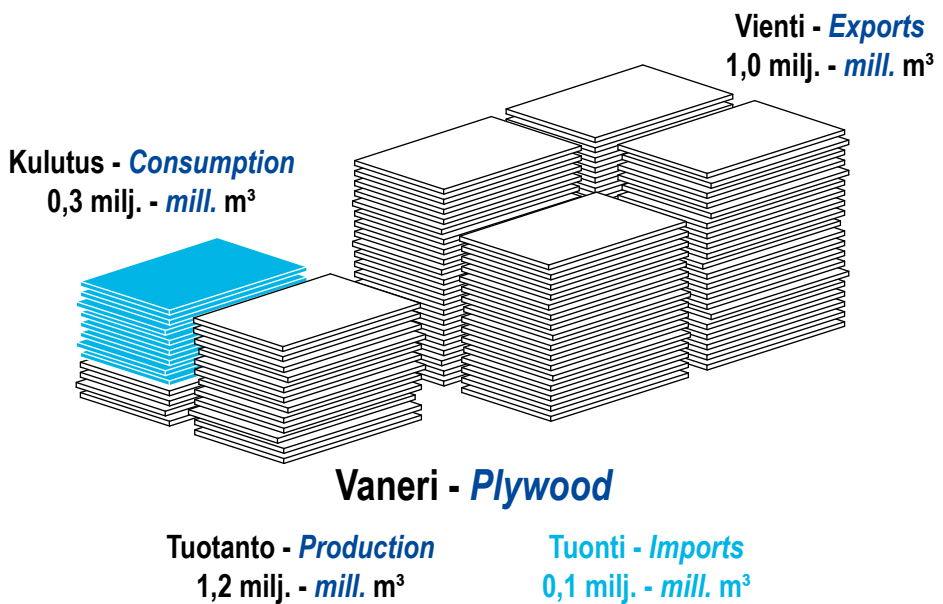 Vienti - Exports
1,0 milj. - mill. m³
Kulutus - Consumption
0,3 milj. - mill. m³
Vaneri - Plywood
Tuotanto - Production
1,2 milj. - mill. m³
Tuonti - Imports
0,1 milj. - mill. m³